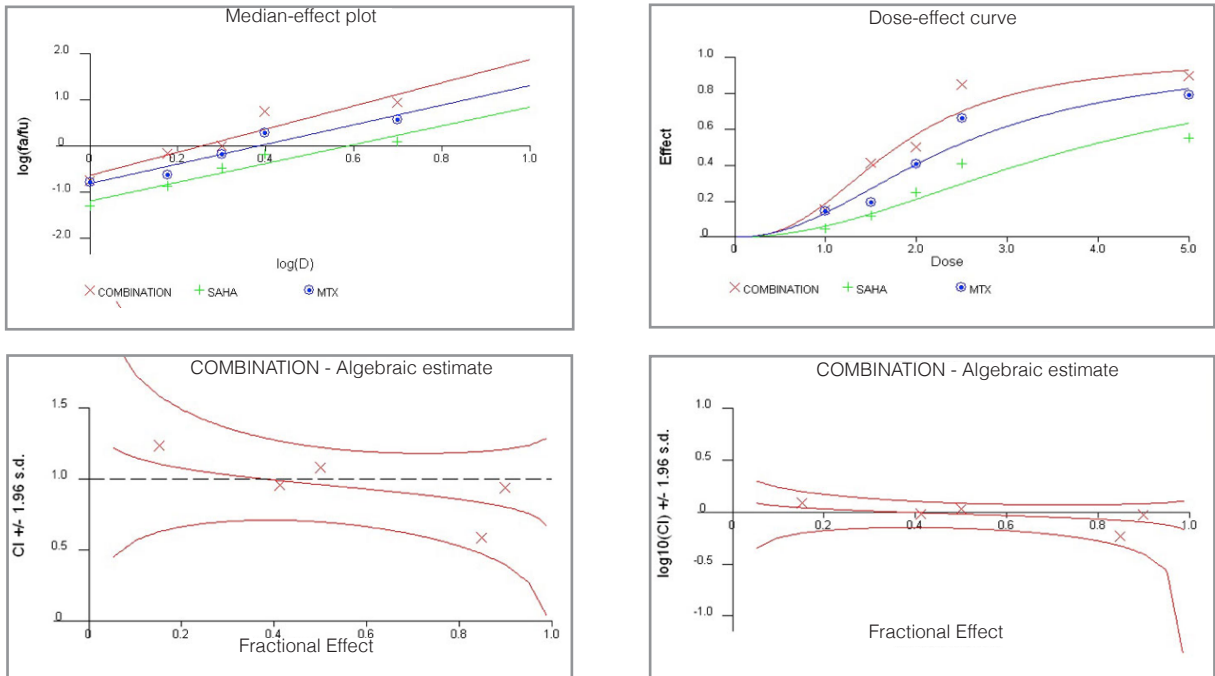 Median-effect plot
log(fa/fu)
2.0
1.0
0
-1.0
-2.0
0
0.2
0.4
0.6
0.8
1.0
log(D)
COMBINATION
SAHA
MTX
Dose-effect curve
Effect
1.0
0.8
0.6
0.4
0.2
0
0
1.0
2.0
3.0
4.0
5.0
Dose
COMBINATION
SAHA
MTX
COMBINATION - Algebraic estimate
CI +/- 1.96 s.d.
1.5
1.0
0.5
0
0
0.2
0.4
0.6
0.8
1.0
Fractional Effect
COMBINATION - Algebraic estimate
log10(CI) +/- 1.96 s.d.
1.0
0.5
0.0
-0.5
-1.0
0
0.2
0.4
0.6
0.8
1.0
Fractional Effect